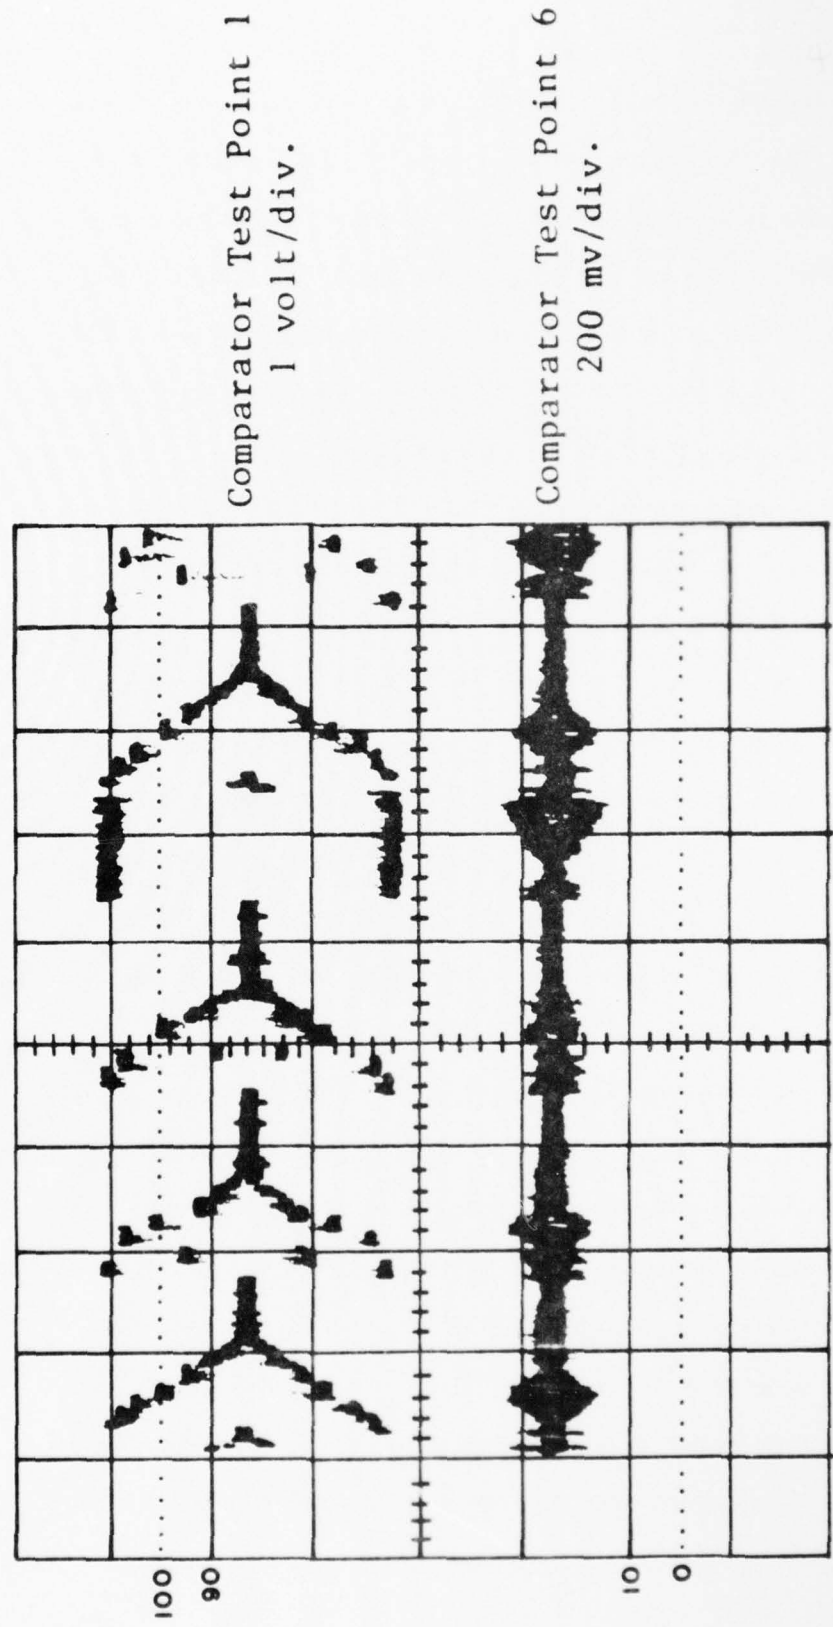 Comparator Test Point 1
1 volt/div.
Comparator Test Point 6
200 mv/div.
100
90
10
0